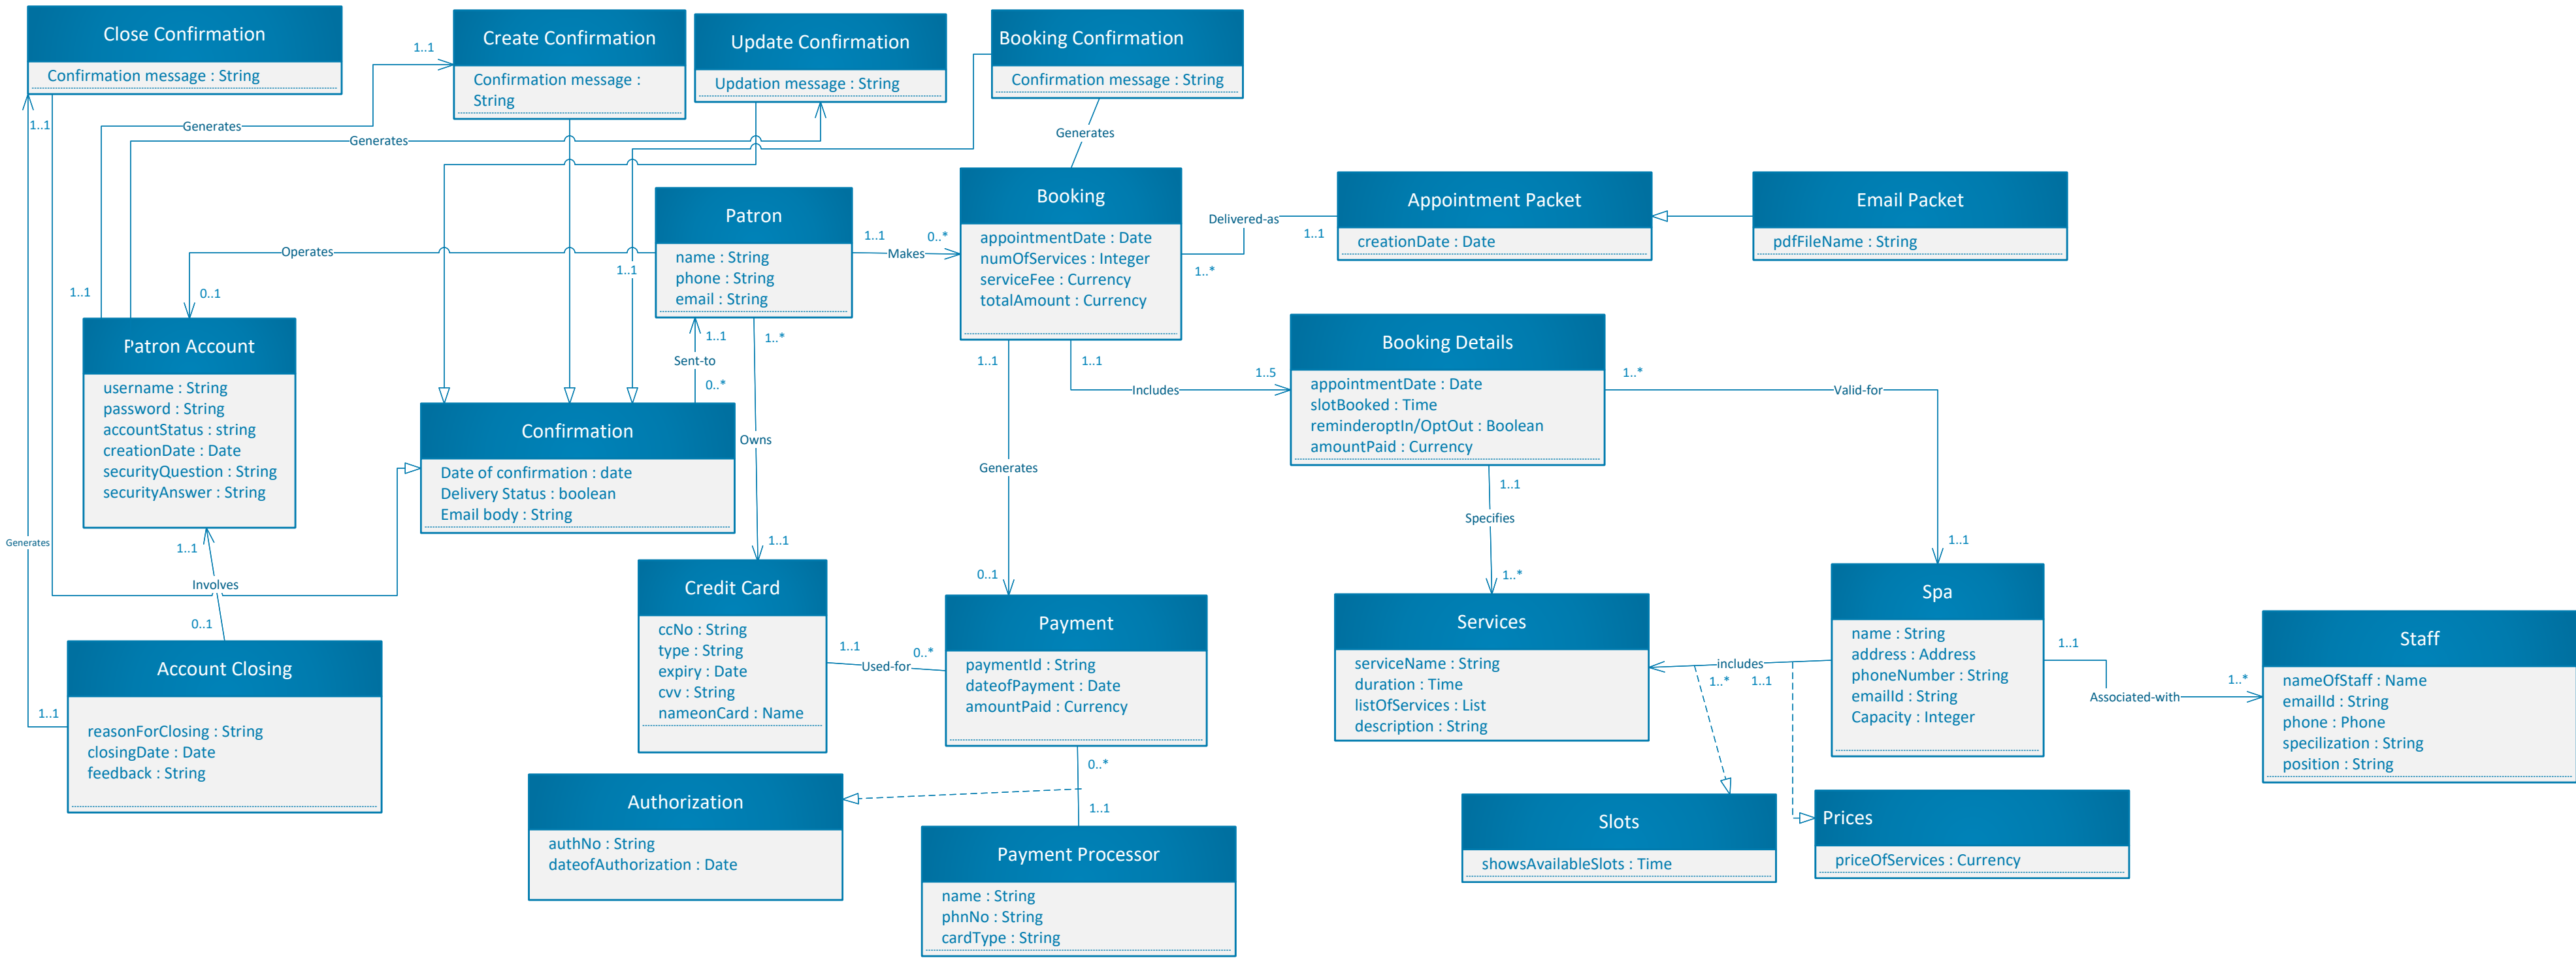 Close Confirmation
Confirmation message : String
Create Confirmation
Confirmation message :
String
Update Confirmation
Updation message : String
Booking Confirmation
Confirmation message : String
1..1
1..1
Generates
Generates
Generates
Patron
name : String
phone : String
email : String
Booking
appointmentDate : Date
numOfServices : Integer
serviceFee : Currency
totalAmount : Currency
Appointment Packet
creationDate : Date
Email Packet
pdfFileName : String
Delivered-as
1..1
1..*
1..1
Makes
0..*
Operates
0..1
1..1
1..1
Patron Account
username : String
password : String
accountStatus : string
creationDate : Date
securityQuestion : String
securityAnswer : String
1..1
Sent-to
0..*
1..*
Owns
1..1
Confirmation
Date of confirmation : date
Delivery Status : boolean
Email body : String
1..1
Generates
0..1
1..1
Includes
1..5
Booking Details
appointmentDate : Date
slotBooked : Time
reminderoptIn/OptOut : Boolean
amountPaid : Currency
1..*
Valid-for
1..1
1..1
Specifies
1..*
Generates
1..1
Involves
0..1
1..1
Account Closing
reasonForClosing : String
closingDate : Date
feedback : String
Credit Card
ccNo : String
type : String
expiry : Date
cvv : String
nameonCard : Name
1..1
Used-for
0..*
Payment
paymentId : String
dateofPayment : Date
amountPaid : Currency
Services
serviceName : String
duration : Time
listOfServices : List
description : String
includes
1..*
1..1
Spa
name : String
address : Address
phoneNumber : String
emailId : String
Capacity : Integer
1..1
Associated-with
1..*
Staff
nameOfStaff : Name
emailId : String
phone : Phone
specilization : String
position : String
0..*
1..1
Authorization
authNo : String
dateofAuthorization : Date
Payment Processor
name : String
phnNo : String
cardType : String
Slots
showsAvailableSlots : Time
Prices
priceOfServices : Currency